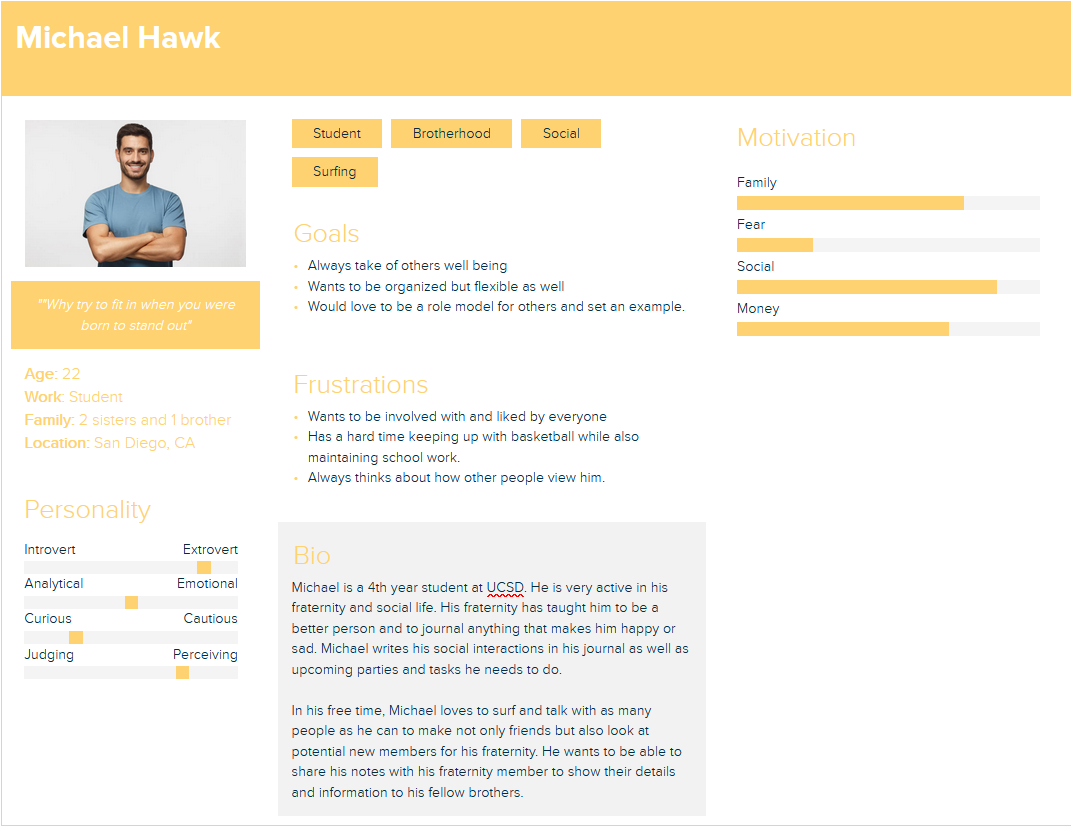 Michael Hawk
""Why try to fit in when you were
born to stand out"
Age: 22
Work: Student
Family: 2 sisters and 1 brother
Location: San Diego, CA
Personality
Introvert Extrovert
Analytical Emotional
Curious Cautious
Judging Perceiving
Student Brotherhood Social
Surfing
Goals
• Always take of others well being
• Wants to be organized but flexible as well
• Would love to be a role model for others and set an example.
Frustrations
• Wants to be involved with and liked by everyone
• Has a hard time keeping up with basketball while also
maintaining school work.
• Always thinks about how other people view him.
Bio
Michael is a 4th year student at UCSD. He is very active in his
fraternity and social life. His fraternity has taught him to be a
better person and to journal anything that makes him happy or
sad. Michael writes his social interactions in his journal as well as
upcoming parties and tasks he needs to do.
In his free time, Michael loves to surf and talk with as many
people as he can to make not only friends but also look at
potential new members for his fraternity. He wants to be able to
share his notes with his fraternity member to show their details
and information to his fellow brothers.
Motivation
Family
Fear
Social
Money